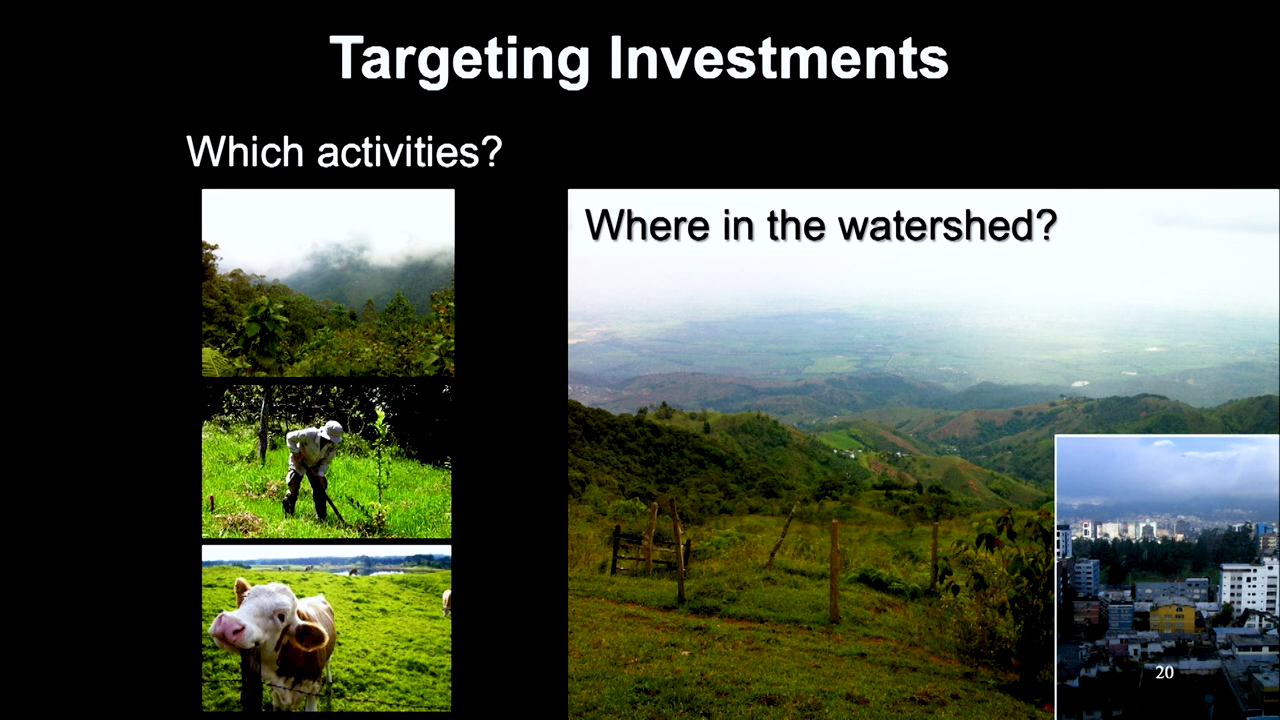 Targeting Investments
Which activities?
Where in the watershed?
20